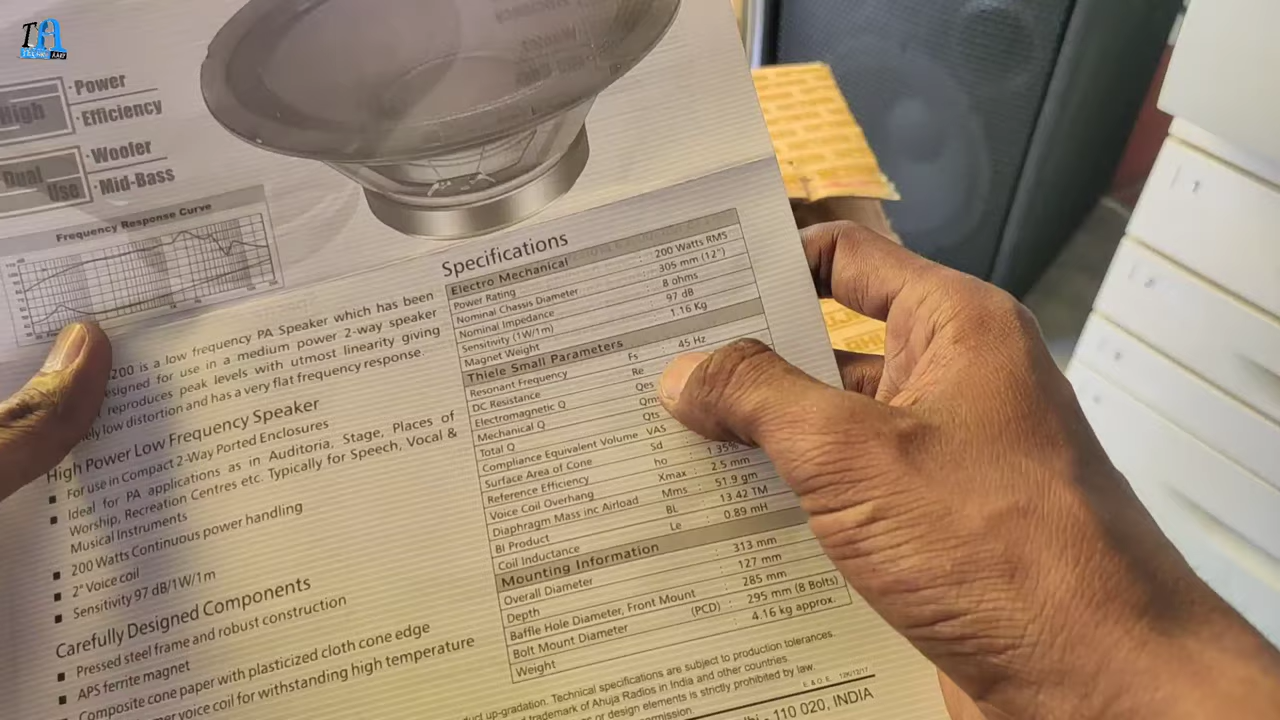 TA
High
Power
Efficiency
Dual Use
Woofer
Mid-Bass
Frequency Response Curve
200 is a low frequency PA Speaker which has been
signed for use in a medium power 2-way speaker
reproduces peak levels with utmost linearity giving
low distortion and has a very flat frequency response.
High Power Low Frequency Speaker
■ For use in Compact 2-Way Ported Enclosures
■ Ideal for PA applications as in Auditoria, Stage, Places of
Worship, Recreation Centres etc. Typically for Speech, Vocal &
Musical Instruments
■ 200 Watts Continuous power handling
■ 2" Voice coil
■ Sensitivity 97 dB/1W/1m
Carefully Designed Components
■ Pressed steel frame and robust construction
■ APS ferrite magnet
■ Composite cone paper with plasticized cloth cone edge
voice coil for withstanding high temperature
Specifications
Electro Mechanical
Power Rating : 200 Watts RMS
Nominal Chassis Diameter : 305 mm (12")
Nominal Impedance : 8 ohms
Sensitivity (1W/1m) : 97 dB
Magnet Weight : 1.16 Kg
Thiele Small Parameters
Resonant Frequency Fs : 45 Hz
DC Resistance Re
Electromagnetic Q Qes
Mechanical Q Qms
Total Q Qts
Compliance Equivalent Volume VAS
Surface Area of Cone Sd
Reference Efficiency ho : 1.35%
Voice Coil Overhang Xmax : 2.5 mm
Diaphragm Mass inc Airload Mms : 51.9 gm
Bl Product BL : 13.42 TM
Coil Inductance Le : 0.89 mH
Mounting Information
Overall Diameter : 313 mm
Depth : 127 mm
Baffle Hole Diameter, Front Mount : 285 mm
Bolt Mount Diameter (PCD) : 295 mm (8 Bolts)
Weight : 4.16 kg approx.
up-gradation. Technical specifications are subject to production tolerances.
trademark of Ahuja Radios in India and other countries.
or design elements is strictly prohibited by law.
permission.
E. & O. E. 12K/12/17
- 110 020, INDIA